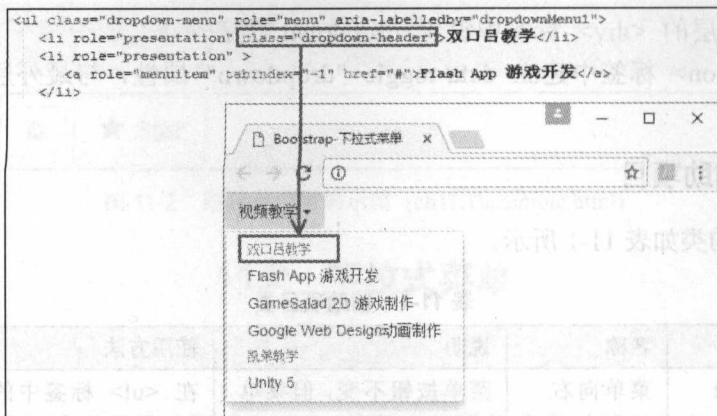 <ul class="dropdown-menu" role="menu" aria-labelledby="dropdownMenu1">
<li role="presentation" class="dropdown-header">双口吕教学</li>
<li role="presentation" >
<a role="menuitem" tabindex="-1" href="#">Flash App 游戏开发</a>
</li>
Bootstrap-下拉式菜单 ×
视频教学
双口吕教学
Flash App 游戏开发
GameSalad 2D 游戏制作
Google Web Design动画制作
凯弟教学
Unity 5